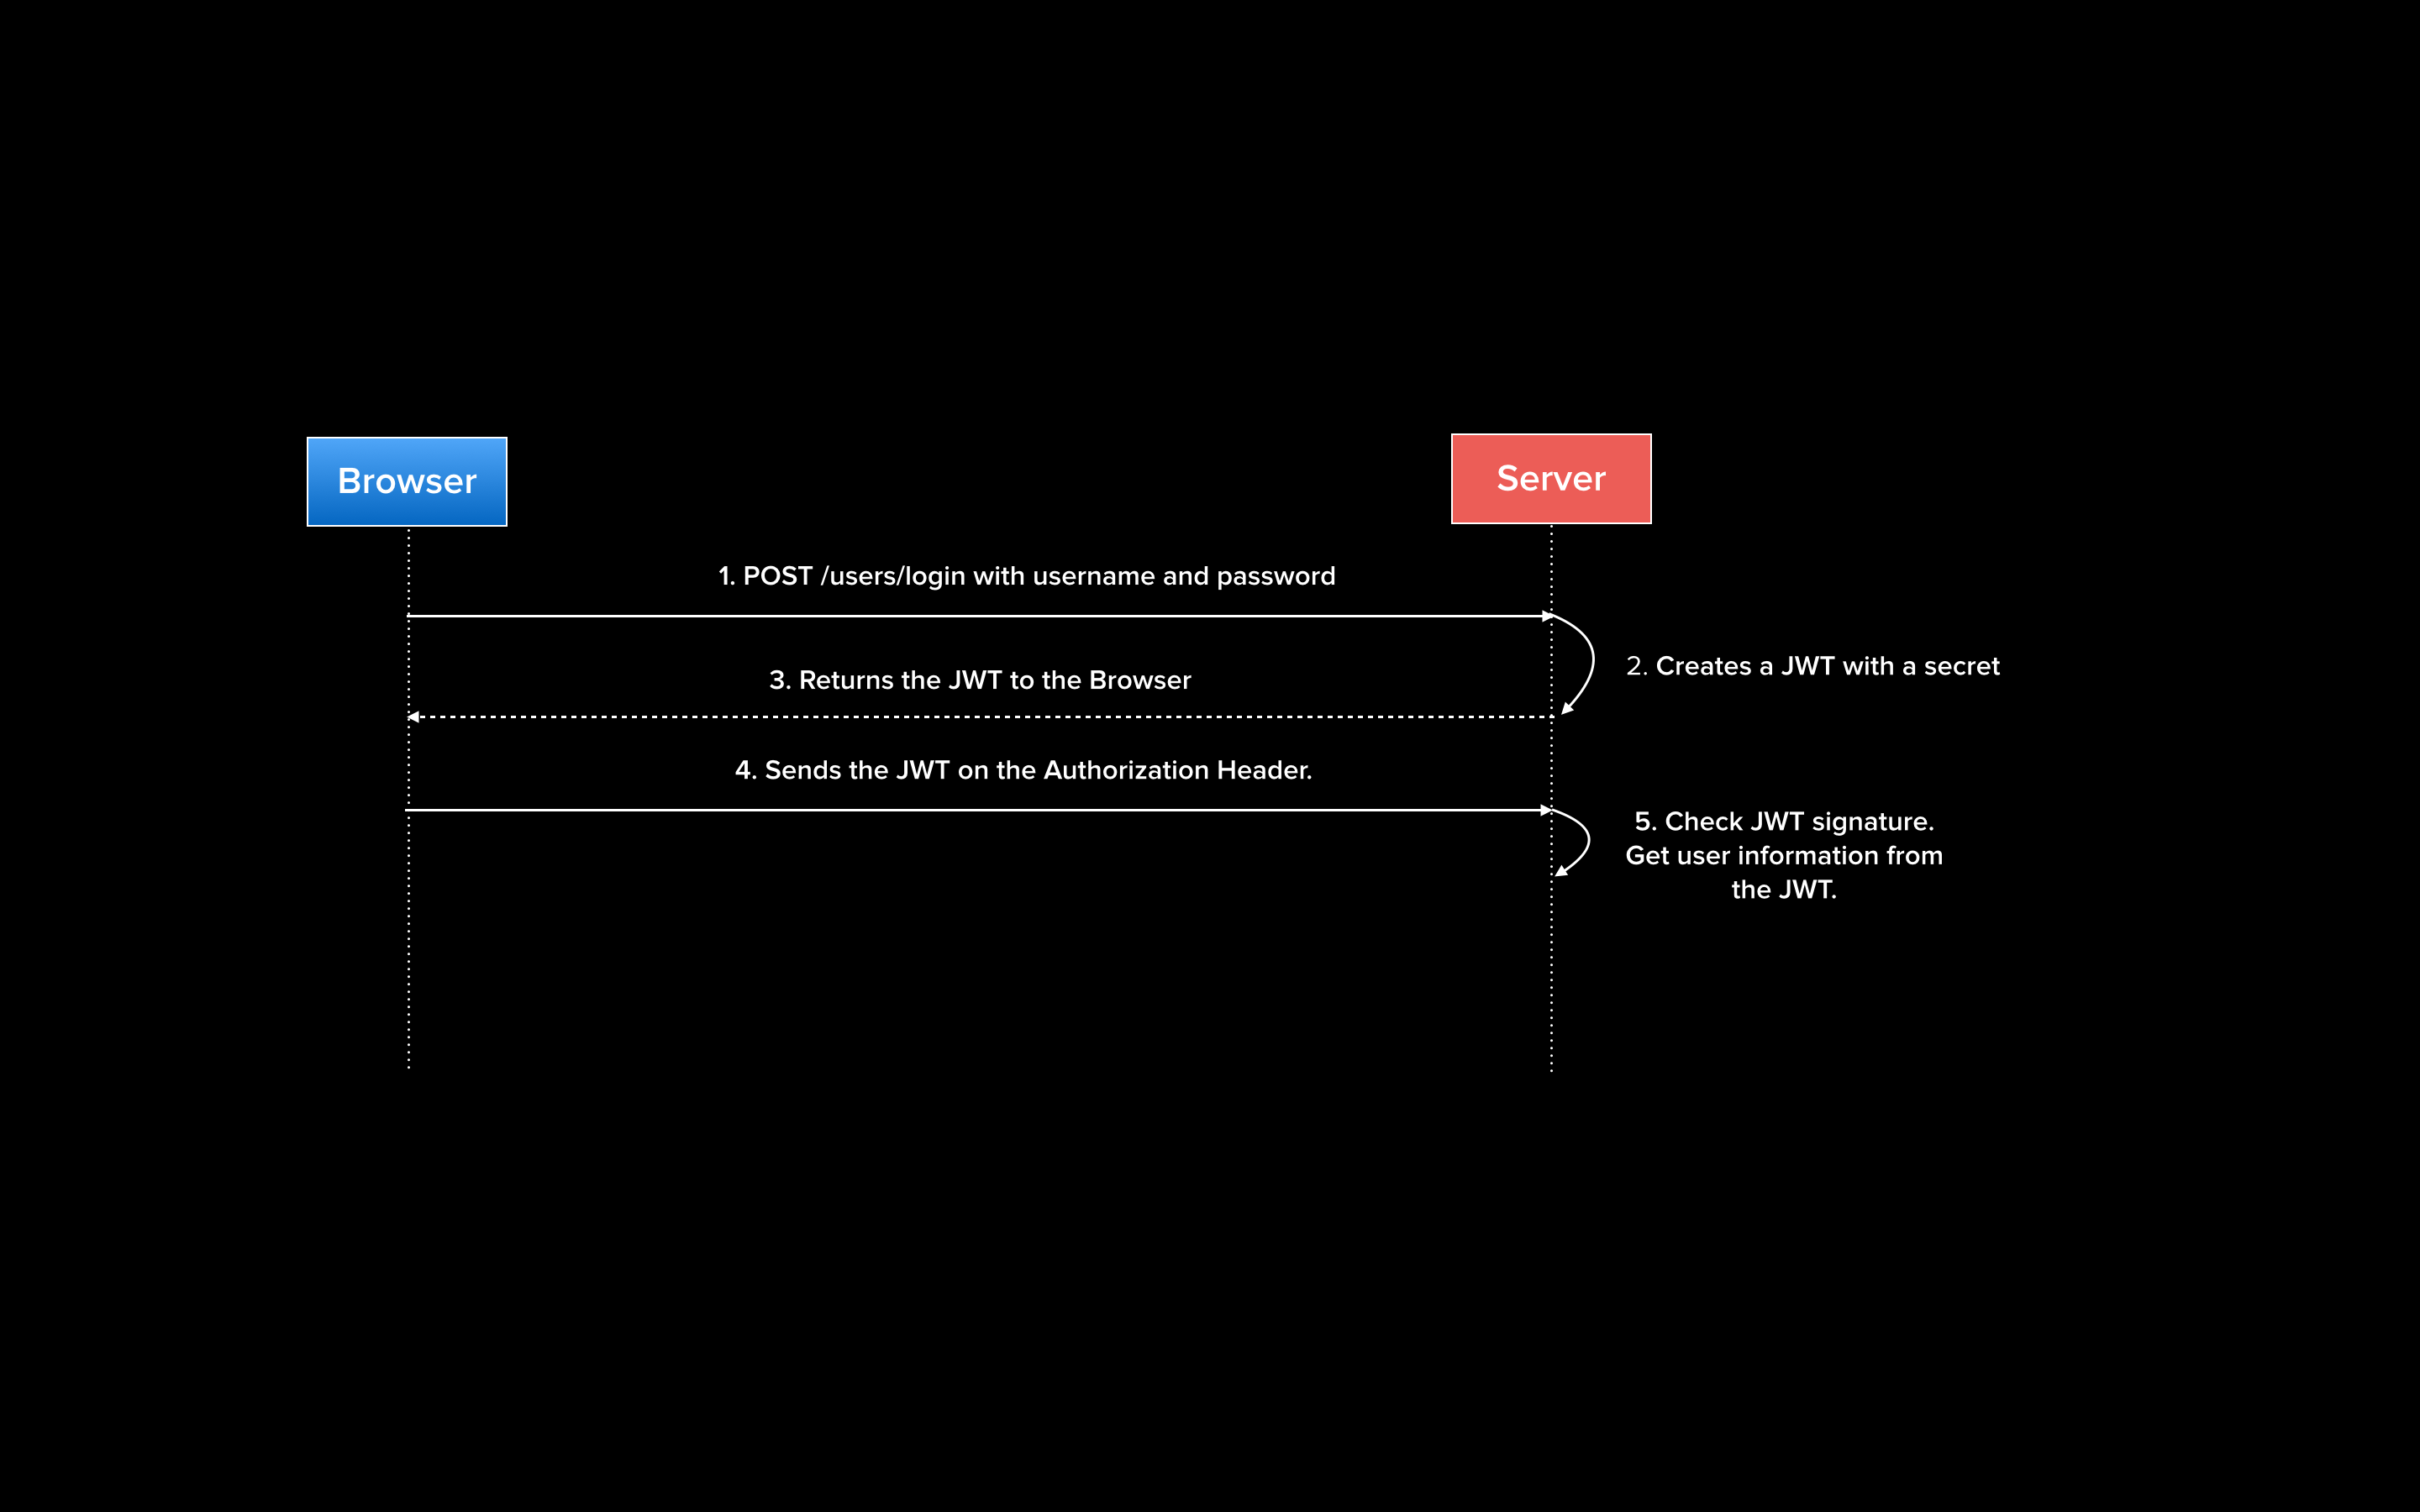 Browser
Server
1. POST /users/login with username and password
2. Creates a JWT with a secret
3. Returns the JWT to the Browser
4. Sends the JWT on the Authorization Header.
5. Check JWT signature.
Get user information from
the JWT.